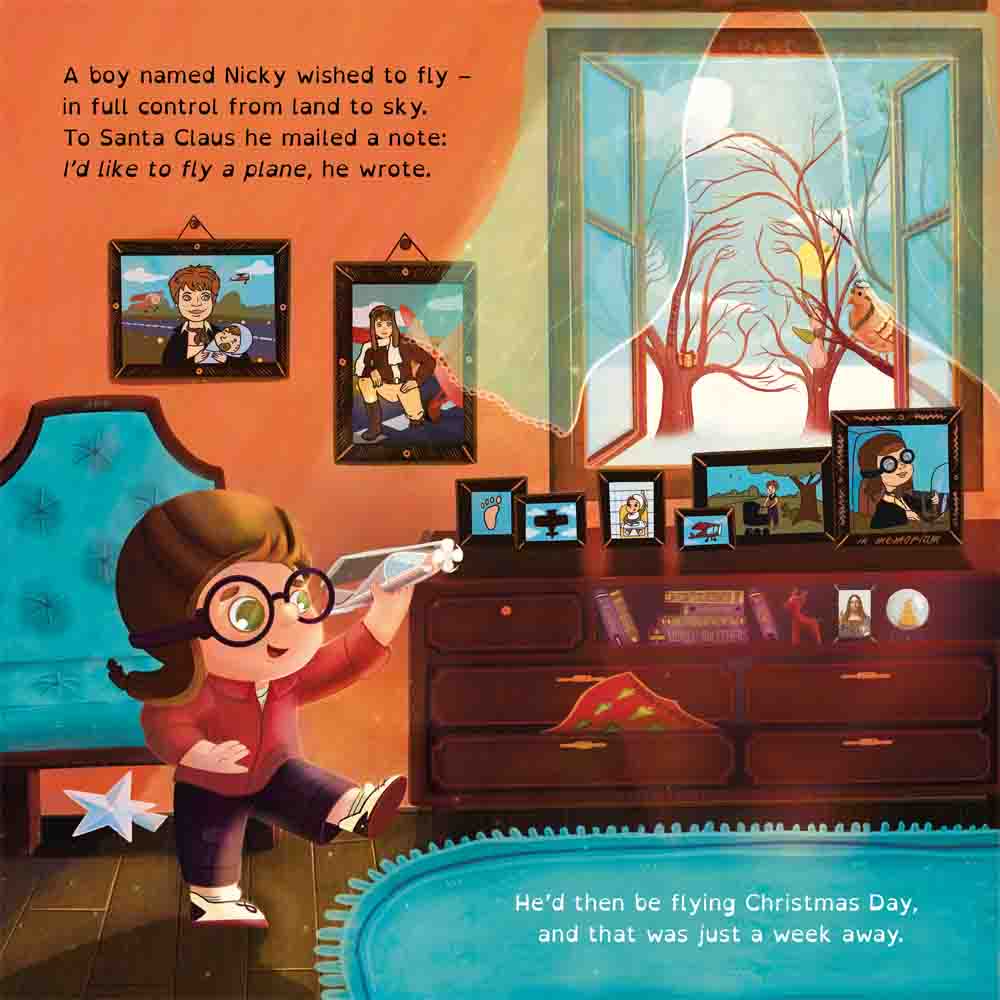 A boy named Nicky wished to fly –
in full control from land to sky.
To Santa Claus he mailed a note:
I’d like to fly a plane, he wrote.
IN MEMORIUM
He’d then be flying Christmas Day,
and that was just a week away.